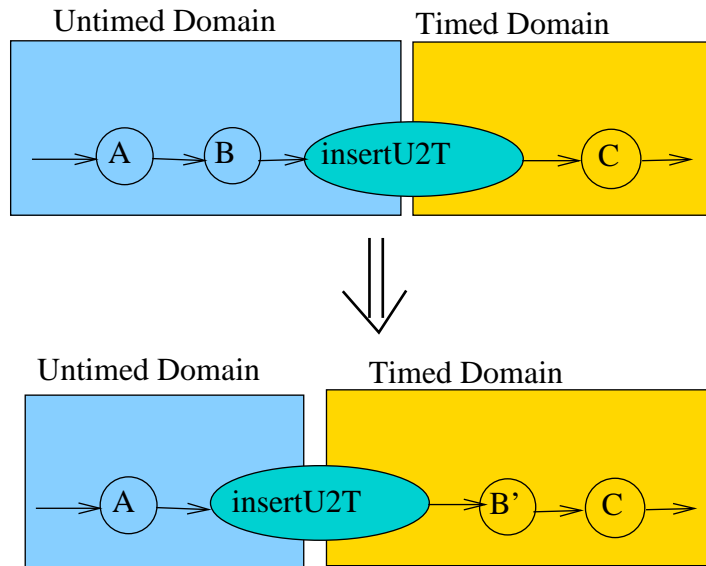 Untimed Domain
Timed Domain
A
B
insertU2T
C
Untimed Domain
Timed Domain
A
insertU2T
B’
C